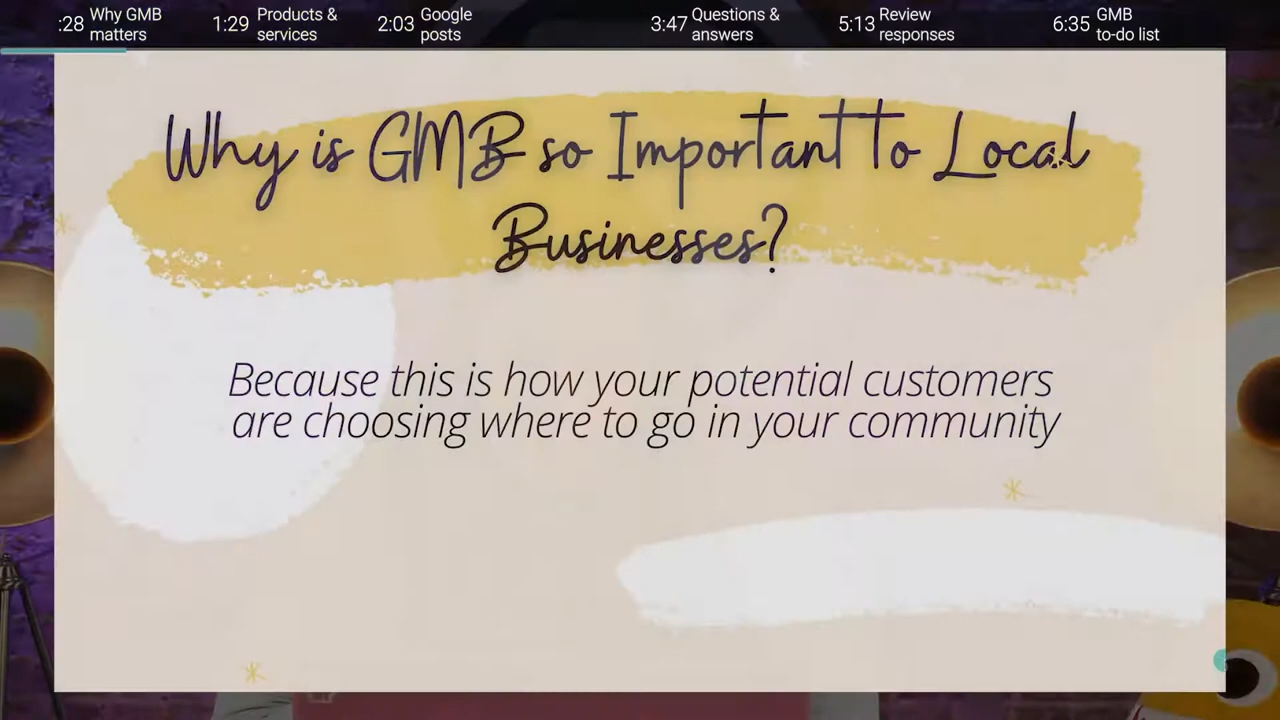 :28 Why GMB
matters
1:29 Products &
services
2:03 Google
posts
3:47 Questions &
answers
5:13 Review
responses
6:35 GMB
to-do list
Why is GMB so Important to Local
Businesses?
Because this is how your potential customers
are choosing where to go in your community